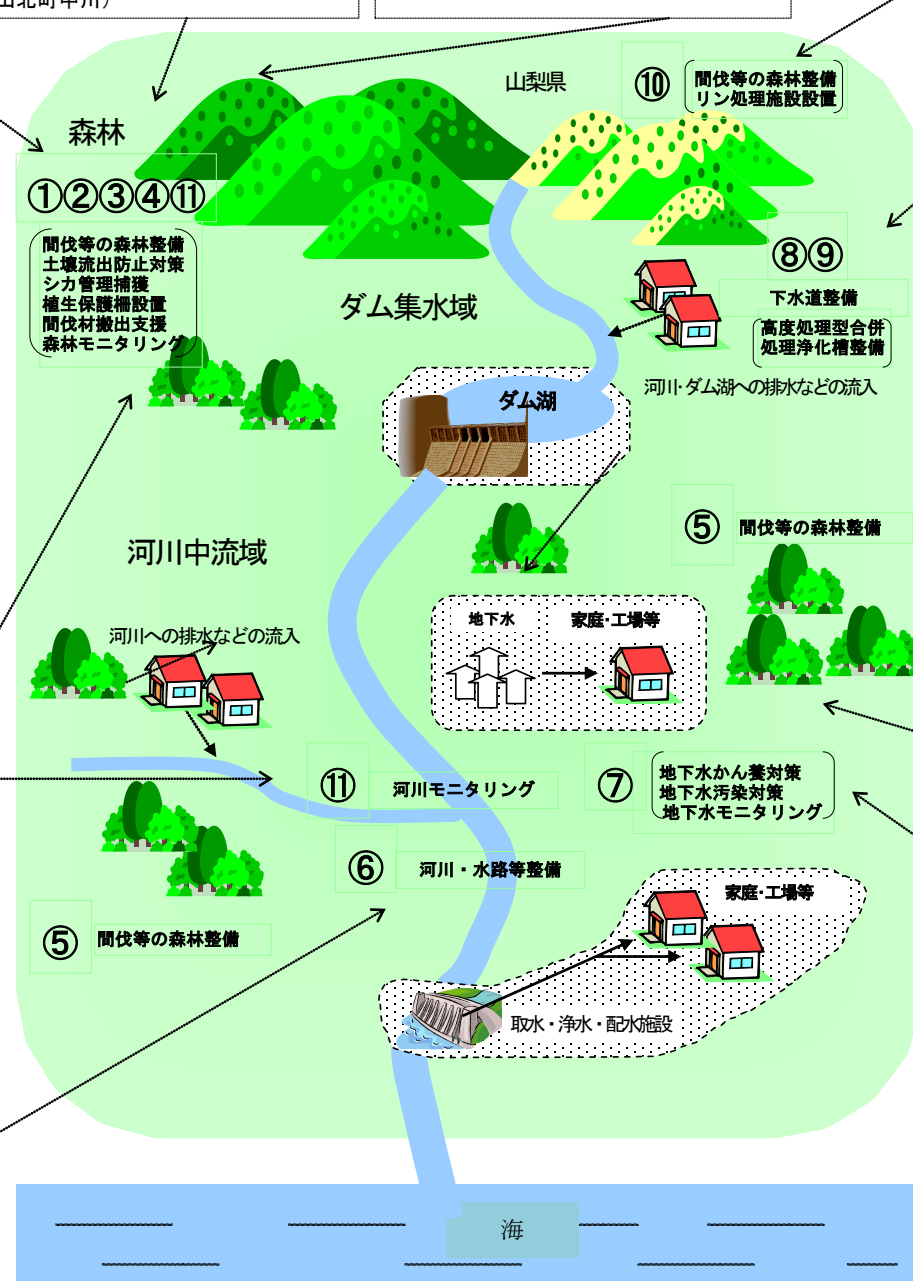 山北町中川）
山梨県
⑩
間伐等の森林整備
リン処理施設設置
森林
①②③④⑪
間伐等の森林整備
土壌流出防止対策
シカ管理捕獲
植生保護柵設置
間伐材搬出支援
森林モニタリング
⑧⑨
下水道整備
高度処理型合併
処理浄化槽整備
ダム集水域
河川・ダム湖への排水などの流入
ダム湖
⑤
間伐等の森林整備
河川中流域
地下水
家庭・工場等
河川への排水などの流入
⑪
河川モニタリング
⑦
地下水かん養対策
地下水汚染対策
地下水モニタリング
⑥
河川・水路等整備
家庭・工場等
⑤
間伐等の森林整備
取水・浄水・配水施設
海